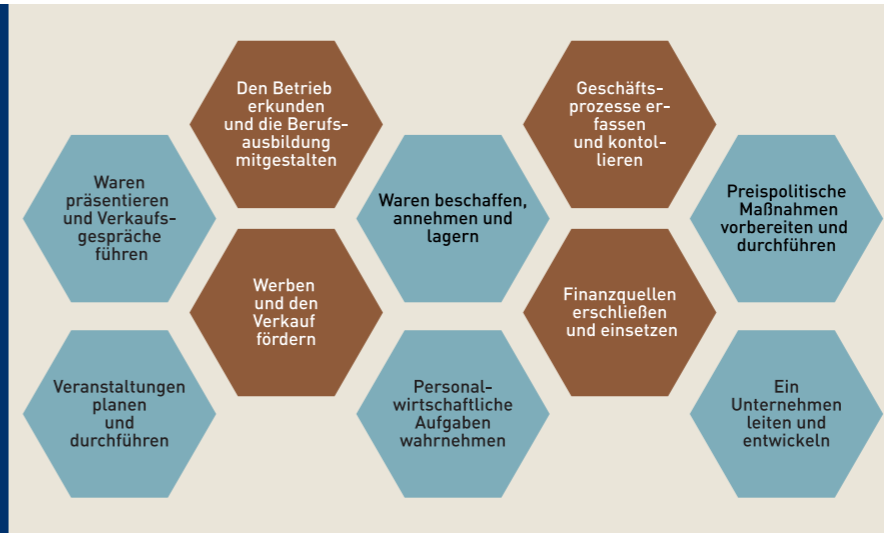 Den Betrieb
erkunden
und die Berufs-
ausbildung
mitgestalten
Geschäfts-
prozesse er-
fassen
und kontol-
lieren
Waren
präsentieren
und Verkaufs-
gespräche
führen
Waren beschaffen,
annehmen und
lagern
Preispolitische
Maßnahmen
vorbereiten und
durchführen
Werben
und den
Verkauf
fördern
Finanzquellen
erschließen
und einsetzen
Veranstaltungen
planen
und
durchführen
Personal-
wirtschaftliche
Aufgaben
wahrnehmen
Ein
Unternehmen
leiten und
entwickeln